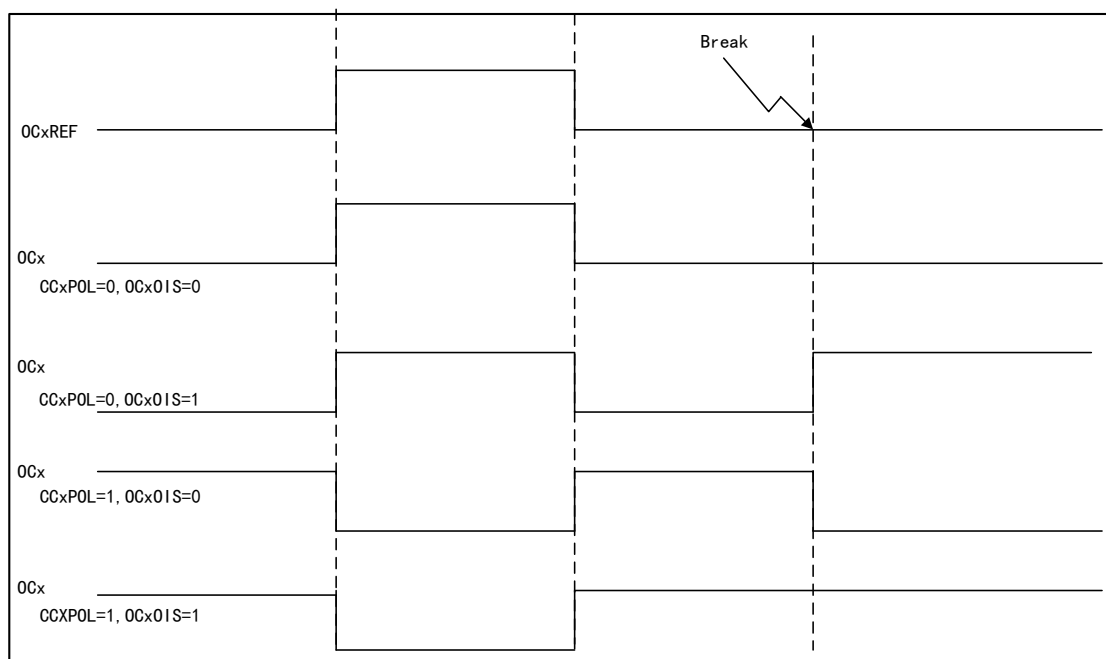 Break
OCxREF
OCx
CCxPOL=0,OCxOIS=0
OCx
CCxPOL=0,OCxOIS=1
OCx
CCxPOL=1,OCxOIS=0
OCx
CCXPOL=1,OCxOIS=1